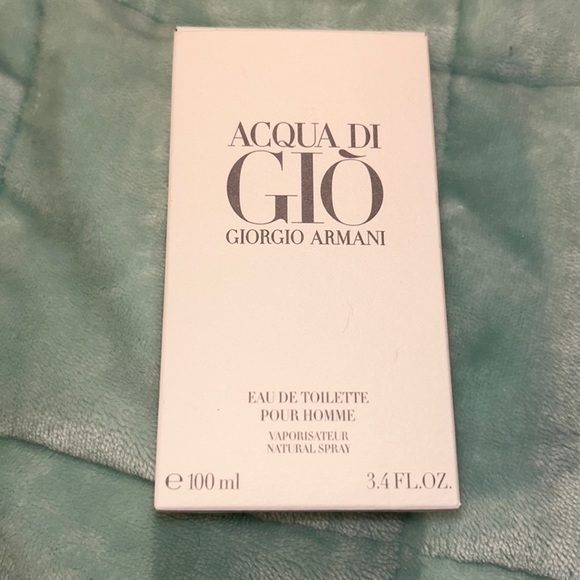 ACQUA DI
GIÒ
GIORGIO ARMANI
EAU DE TOILETTE
POUR HOMME
VAPORISATEUR
NATURAL SPRAY
℮ 100 ml 3.4 FL.OZ.